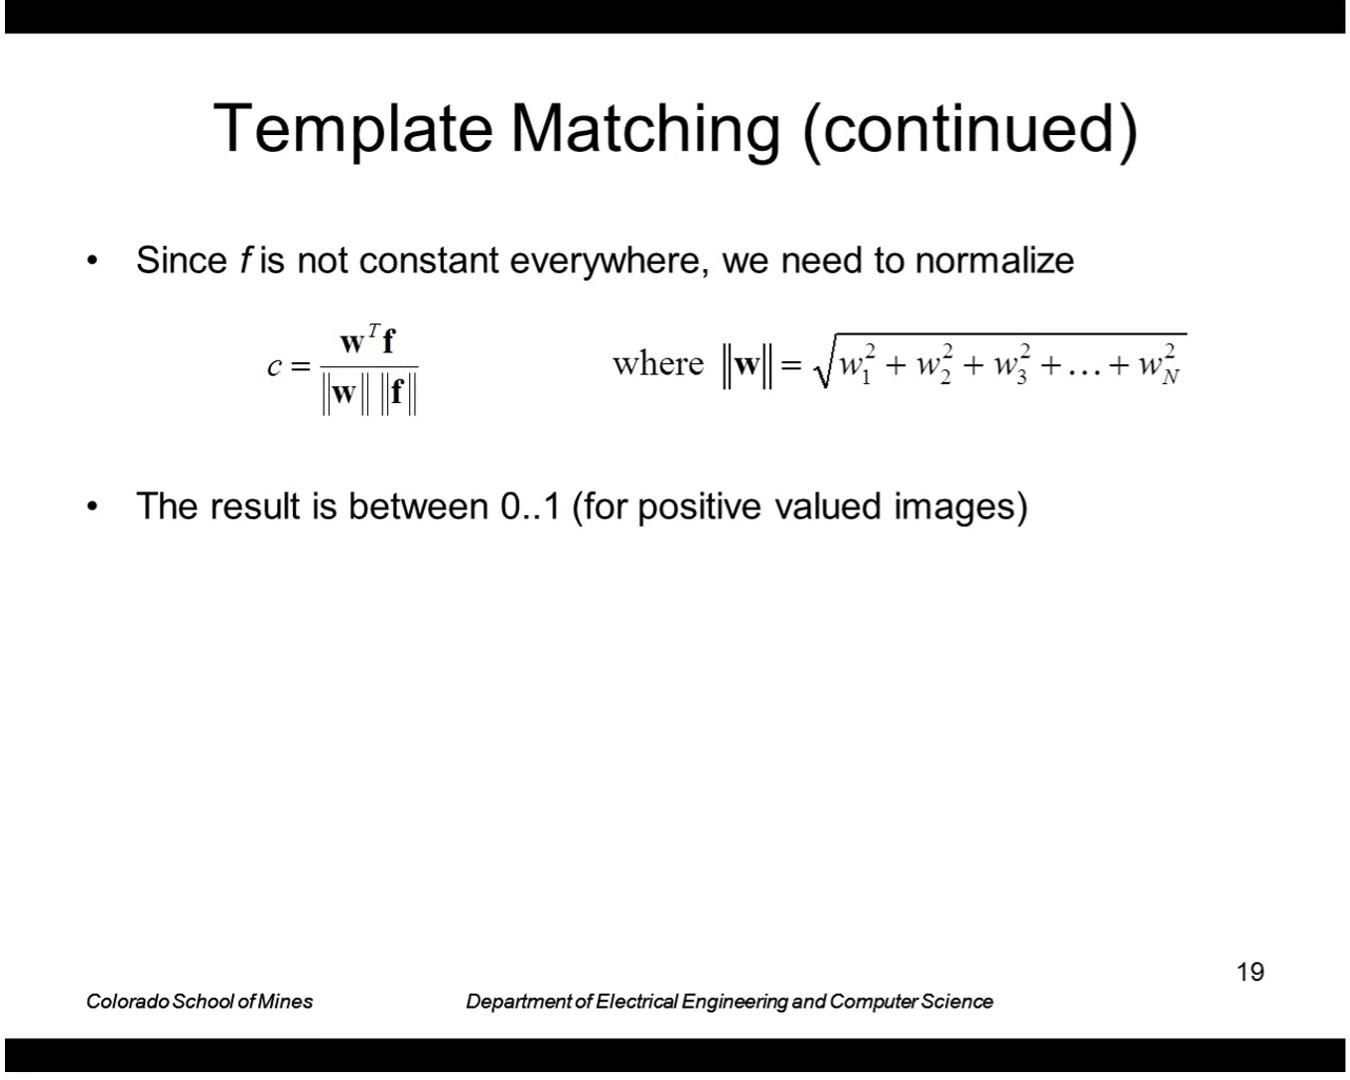 Template Matching (continued)
• Since f is not constant everywhere, we need to normalize
c = w^T f / ‖w‖ ‖f‖ where ‖w‖ = √(w_1^2 + w_2^2 + w_3^2 + … + w_N^2)
• The result is between 0..1 (for positive valued images)
19
Colorado School of Mines Department of Electrical Engineering and Computer Science